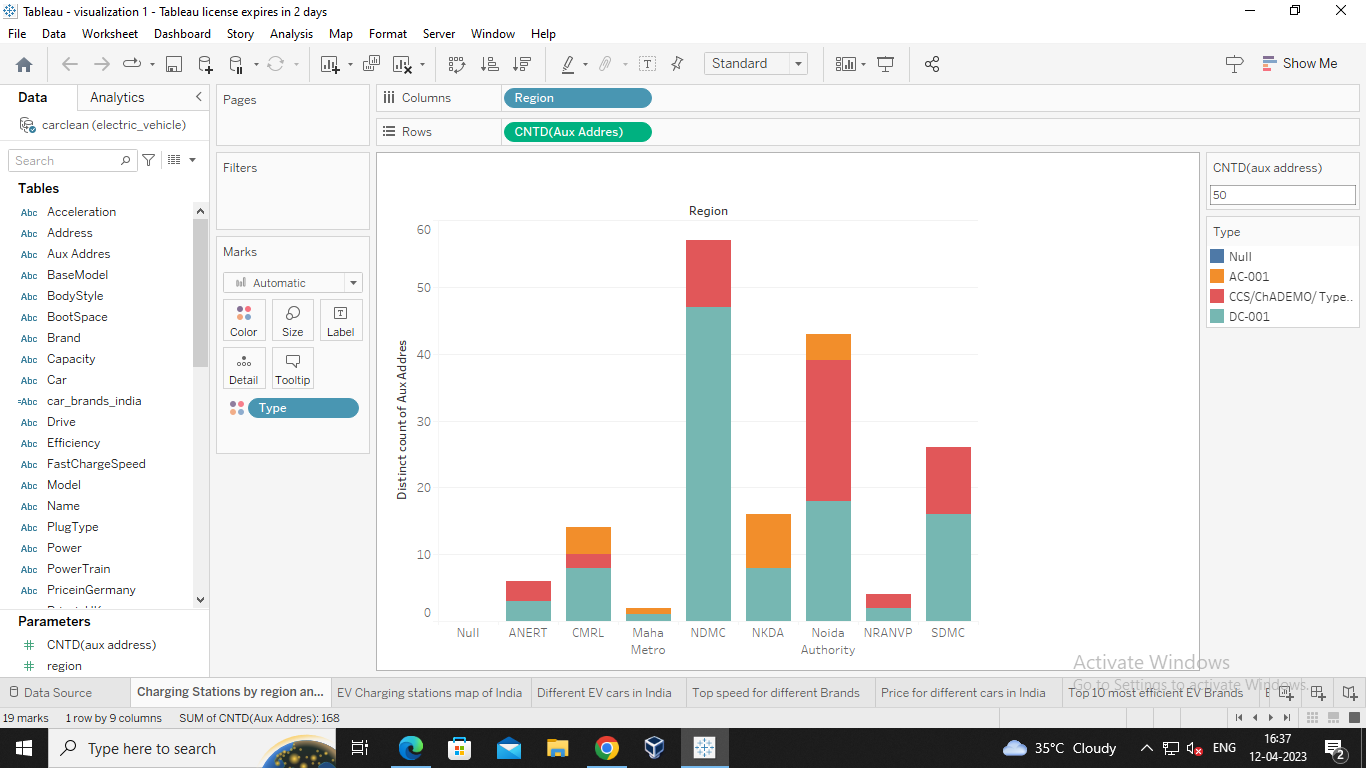 Tableau - visualization 1 - Tableau license expires in 2 days
File Data Worksheet Dashboard Story Analysis Map Format Server Window Help
Standard
Show Me
Data Analytics
carclean (electric_vehicle)
Search
Tables
Abc Acceleration
Abc Address
Abc Aux Addres
Abc BaseModel
Abc BodyStyle
Abc BootSpace
Abc Brand
Abc Capacity
Abc Car
=Abc car_brands_india
Abc Drive
Abc Efficiency
Abc FastChargeSpeed
Abc Model
Abc Name
Abc PlugType
Abc Power
Abc PowerTrain
Abc PriceinGermany
Parameters
# CNTD(aux address)
# region
Pages
Filters
Marks
Automatic
Color Size Label
Detail Tooltip
Type
Columns Region
Rows CNTD(Aux Addres)
Region
Distinct count of Aux Addres
60
50
40
30
20
10
0
Null ANERT CMRL Maha Metro NDMC NKDA Noida Authority NRANVP SDMC
CNTD(aux address)
50
Type
Null
AC-001
CCS/ChADEMO/ Type..
DC-001
Activate Windows
Go to Settings to activate Windows.
Data Source Charging Stations by region an... EV Charging stations map of India Different EV cars in India Top speed for different Brands Price for different cars in India Top 10 most efficient EV Brands E
19 marks 1 row by 9 columns SUM of CNTD(Aux Addres): 168
Type here to search
35°C Cloudy
ENG
16:37
12-04-2023
2